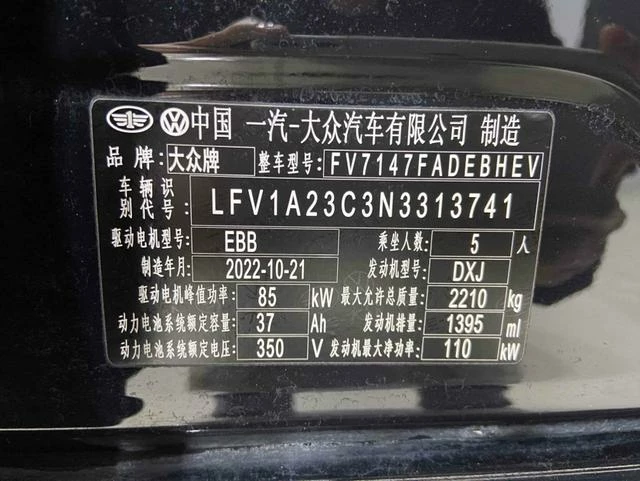 中国 一汽-大众汽车有限公司 制造
品牌: 大众牌 整车型号: FV7147FADEBHEV
车辆识别代号: LFV1A23C3N3313741
驱动电机型号: EBB 乘坐人数: 5 人
制造年月: 2022-10-21 发动机型号: DXJ
驱动电机峰值功率: 85 kW 最大允许总质量: 2210 kg
动力电池系统额定容量: 37 Ah 发动机排量: 1395 ml
动力电池系统额定电压: 350 V 发动机最大净功率: 110 kW